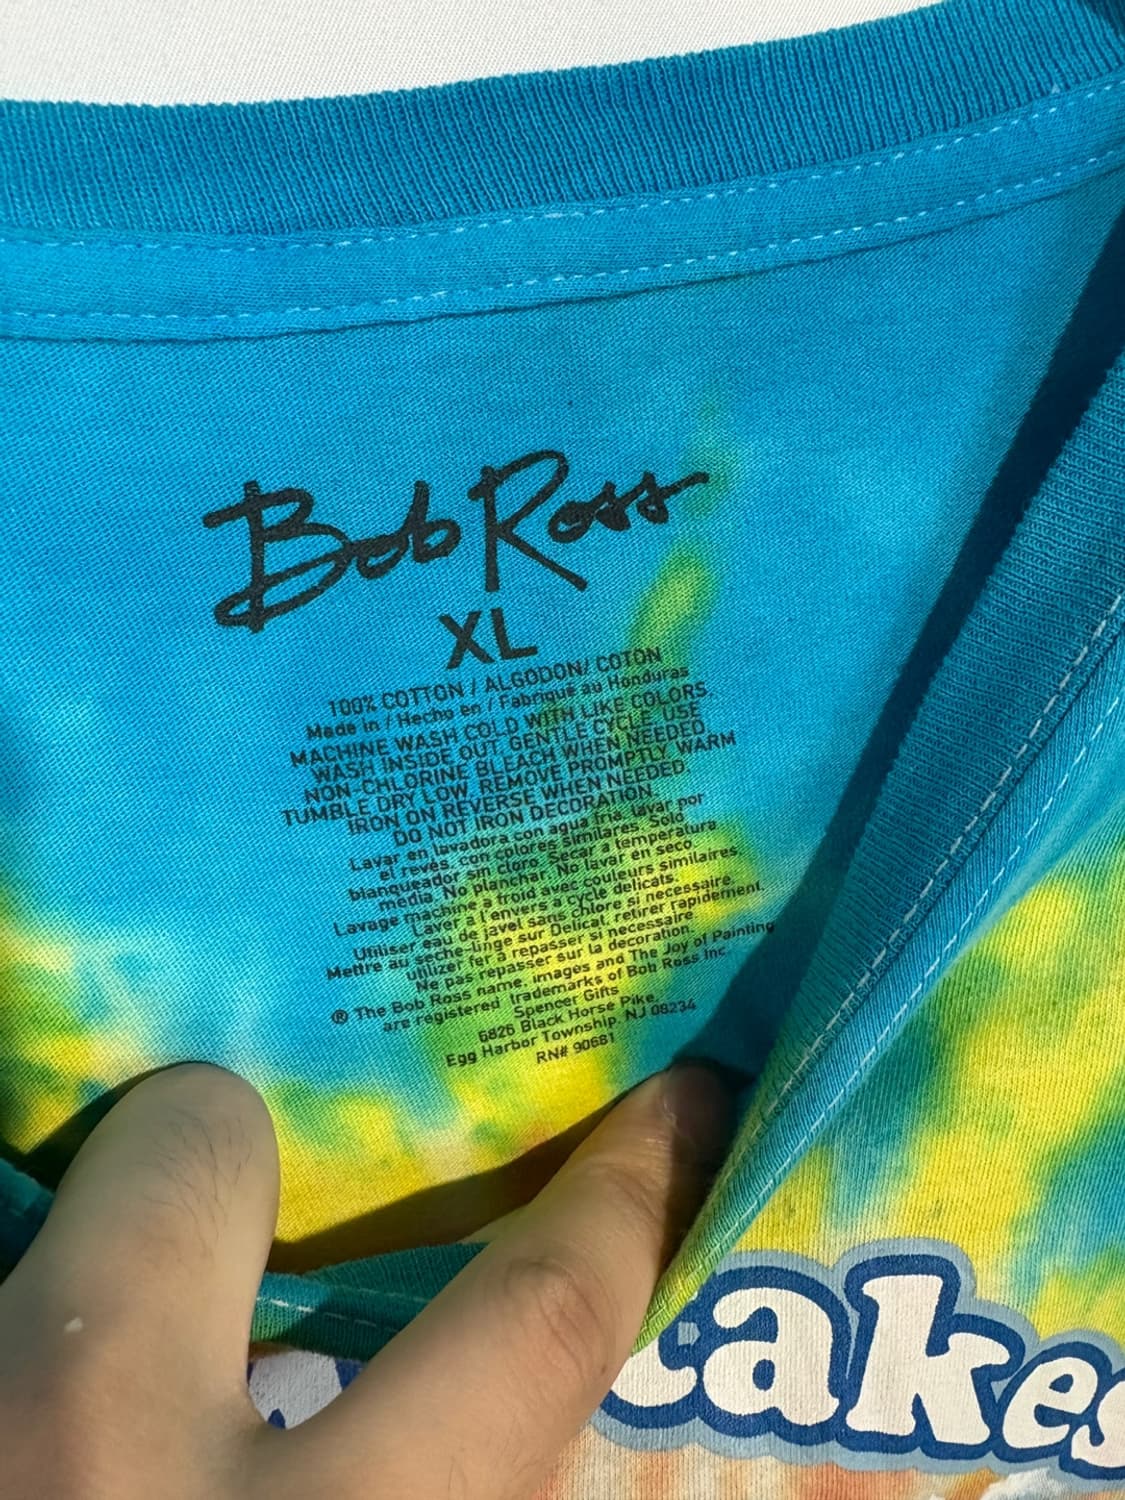 Bob Ross
XL
100% COTTON / ALGODON/ COTON
Made in / Hecho en / Fabriqué au Honduras
MACHINE WASH COLD WITH LIKE COLORS.
WASH INSIDE OUT, GENTLE CYCLE. USE
NON-CHLORINE BLEACH WHEN NEEDED.
TUMBLE DRY LOW, REMOVE PROMPTLY. WARM
IRON ON REVERSE WHEN NEEDED.
DO NOT IRON DECORATION.
Lavar en lavadora con agua fria, lavar por
el reves, con colores similares. Solo
blanqueador sin cloro. Secar a temperatura
media. No planchar. No lavar en seco.
Lavage machine a froid avec couleurs similaires.
Laver a l'envers a cycle delicats.
Utiliser eau de javel sans chlore si necessaire.
Mettre au seche-linge sur Delicat, retirer rapidement,
utilizer fer à repasser si necessaire.
Ne pas repasser sur la decoration.
® The Bob Ross name, images and The Joy of Painting
are registered trademarks of Bob Ross Inc.
Spencer Gifts
6826 Black Horse Pike,
Egg Harbor Township, NJ 08234
RN# 90681
takes